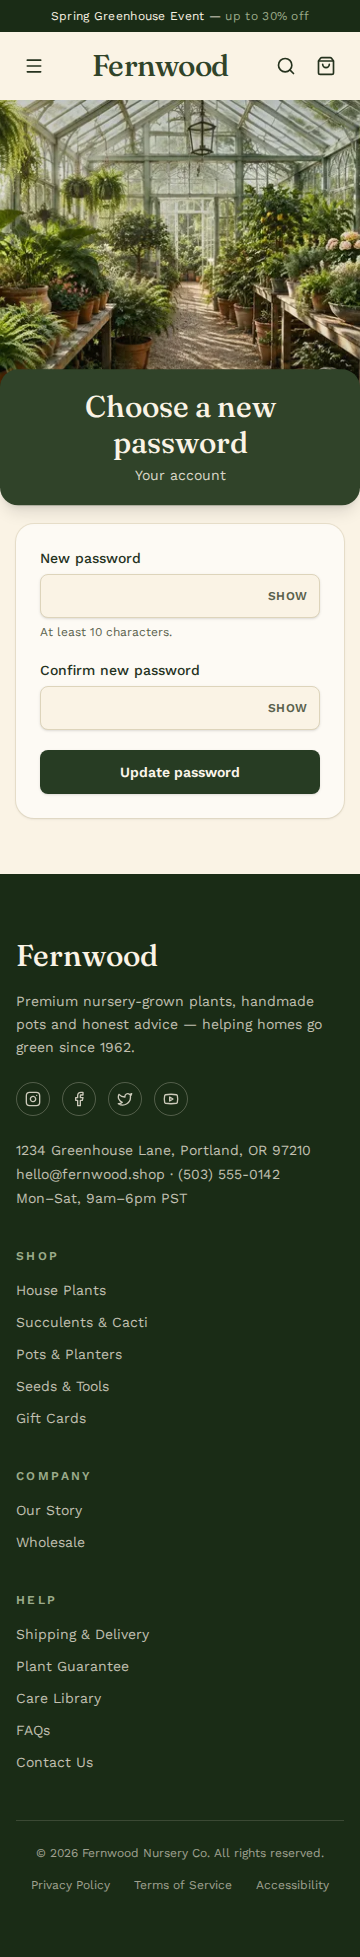 Spring Greenhouse Event — up to 30% off
Fernwood
Choose a new
password
Your account
New password
SHOW
At least 10 characters.
Confirm new password
SHOW
Update password
Fernwood
Premium nursery-grown plants, handmade
pots and honest advice — helping homes go
green since 1962.
1234 Greenhouse Lane, Portland, OR 97210
hello@fernwood.shop · (503) 555-0142
Mon–Sat, 9am–6pm PST
SHOP
House Plants
Succulents & Cacti
Pots & Planters
Seeds & Tools
Gift Cards
COMPANY
Our Story
Wholesale
HELP
Shipping & Delivery
Plant Guarantee
Care Library
FAQs
Contact Us
© 2026 Fernwood Nursery Co. All rights reserved.
Privacy Policy Terms of Service Accessibility